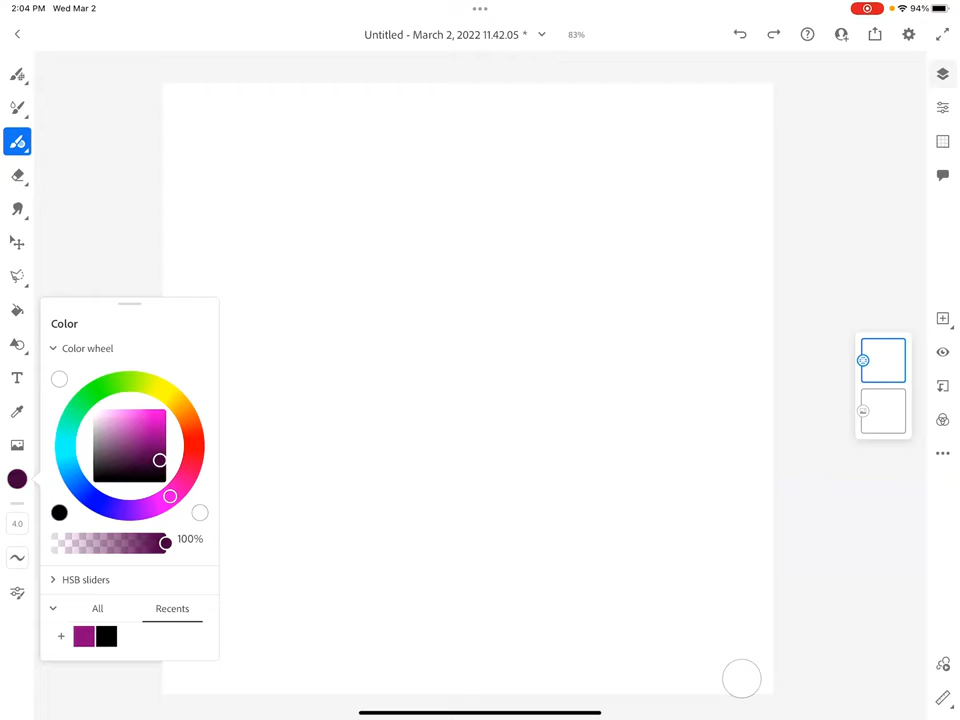 2:04 PM Wed Mar 2
94%
Untitled - March 2, 2022 11.42.05 *
83%
Color
Color wheel
100%
HSB sliders
All Recents
4.0
T